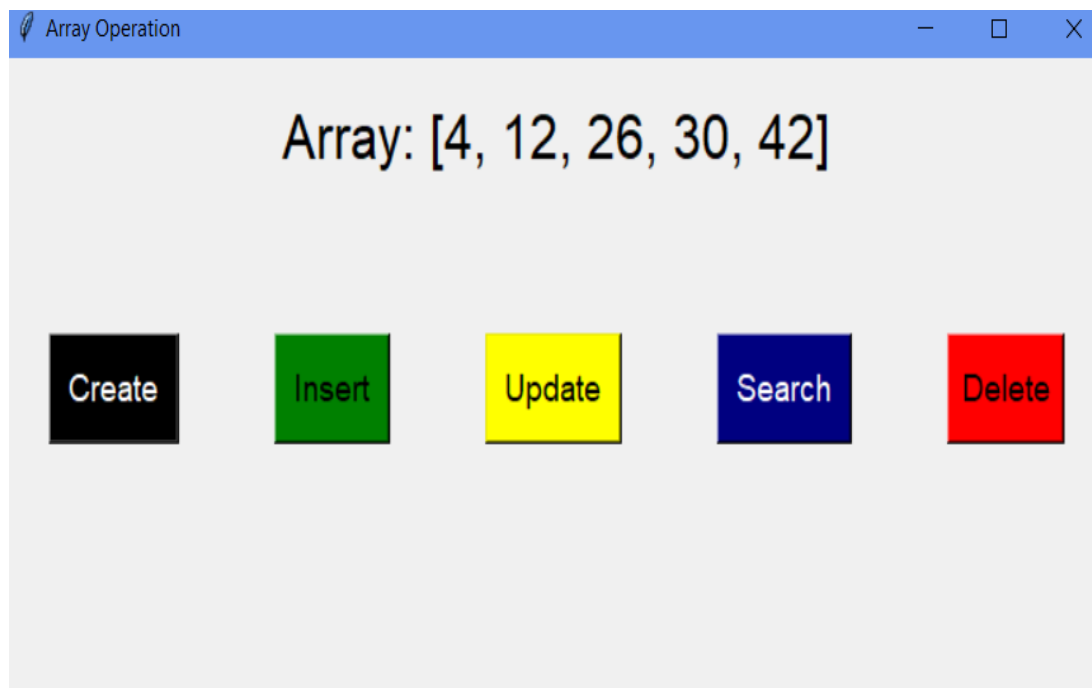 Array Operation
Array: [4, 12, 26, 30, 42]
Create Insert Update Search Delete